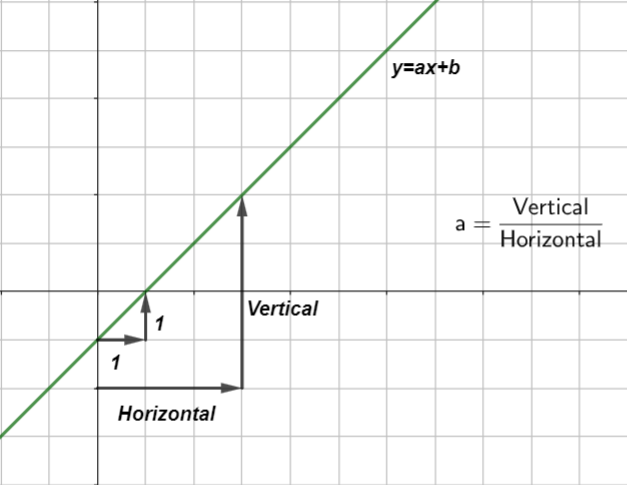 y=ax+b
a = Vertical / Horizontal
1
Vertical
1
Horizontal